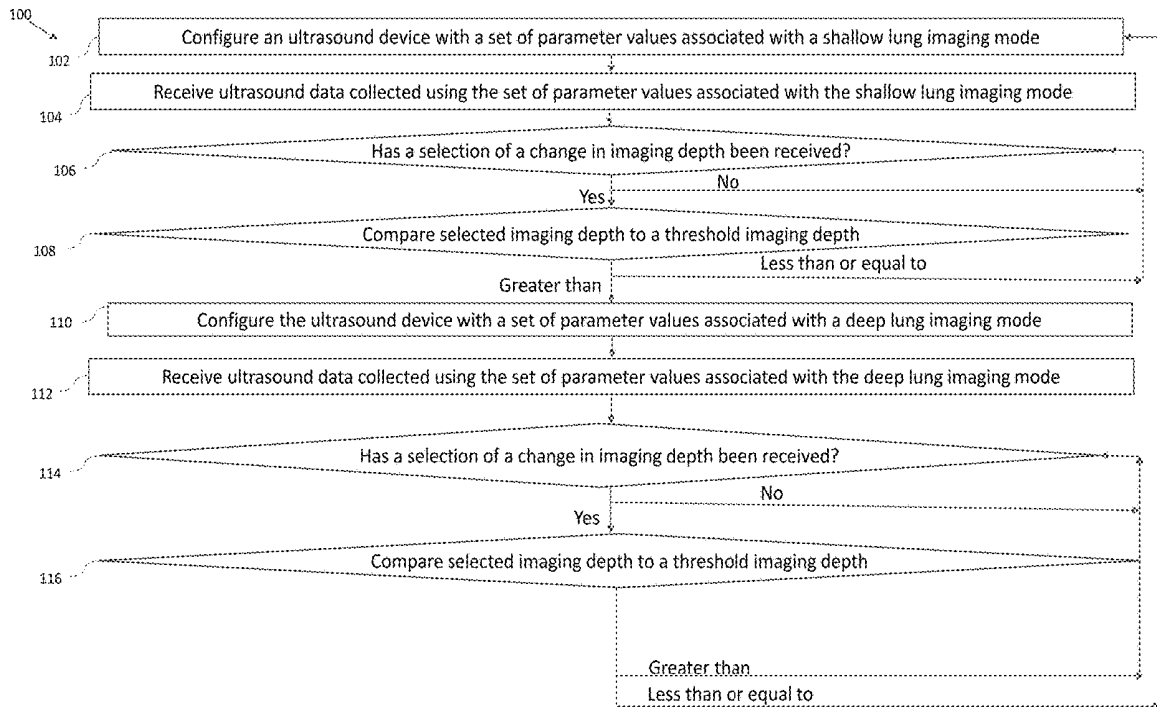 100
Configure an ultrasound device with a set of parameter values associated with a shallow lung imaging mode
102
Receive ultrasound data collected using the set of parameter values associated with the shallow lung imaging mode
104
Has a selection of a change in imaging depth been received?
106
No
Yes
Compare selected imaging depth to a threshold imaging depth
108
Less than or equal to
Greater than
110
Configure the ultrasound device with a set of parameter values associated with a deep lung imaging mode
Receive ultrasound data collected using the set of parameter values associated with the deep lung imaging mode
112
Has a selection of a change in imaging depth been received?
114
No
Yes
Compare selected imaging depth to a threshold imaging depth
116
Greater than
Less than or equal to